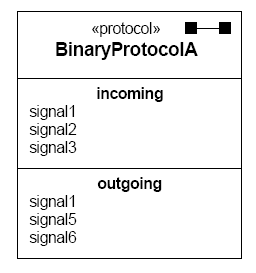 «protocol»
BinaryProtocolA
incoming
signal1
signal2
signal3
outgoing
signal1
signal5
signal6